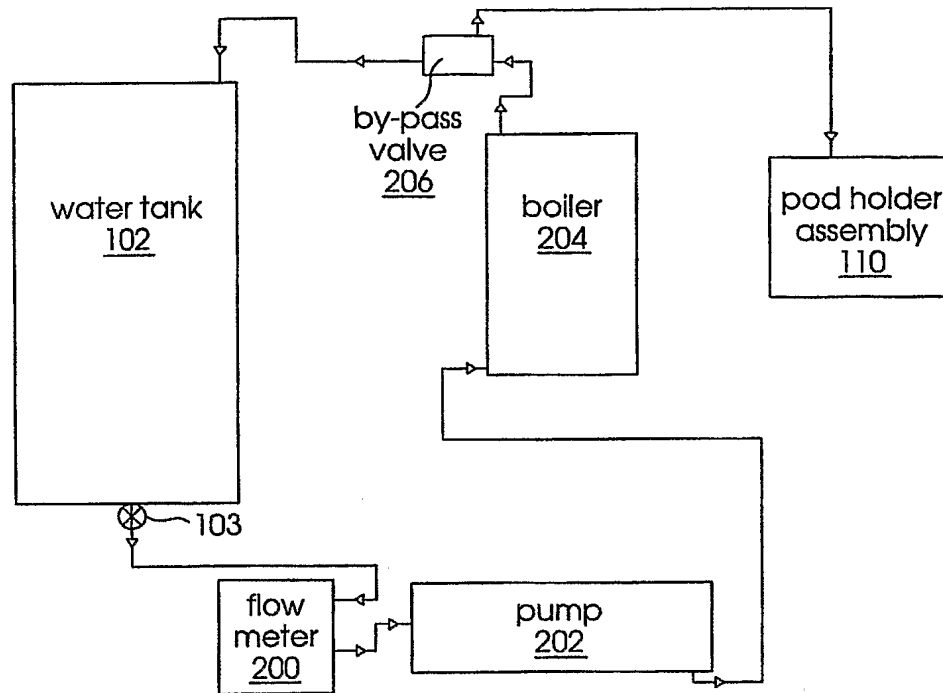 by-pass
valve
206
water tank
102
boiler
204
pod holder
assembly
110
103
flow
meter
200
pump
202